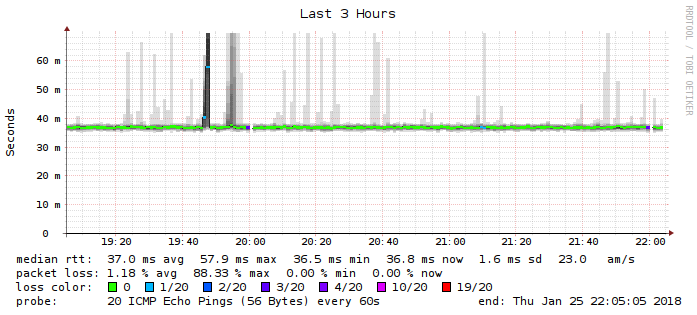 Last 3 Hours
RRDTOOL / TOBI OETIKER
Seconds
60 m
50 m
40 m
30 m
20 m
10 m
0
19:20 19:40 20:00 20:20 20:40 21:00 21:20 21:40 22:00
median rtt: 37.0 ms avg 57.9 ms max 36.5 ms min 36.8 ms now 1.6 ms sd 23.0 am/s
packet loss: 1.18 % avg 88.33 % max 0.00 % min 0.00 % now
loss color: 0 1/20 2/20 3/20 4/20 10/20 19/20
probe: 20 ICMP Echo Pings (56 Bytes) every 60s end: Thu Jan 25 22:05:05 2018